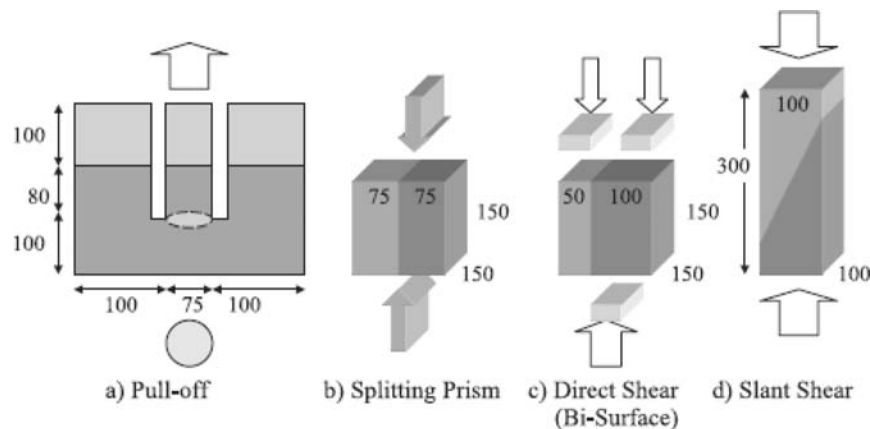 100
80
100
100 75 100
a) Pull-off
75 75
150
150
b) Splitting Prism
50 100
150
150
c) Direct Shear
(Bi-Surface)
100
300
100
d) Slant Shear